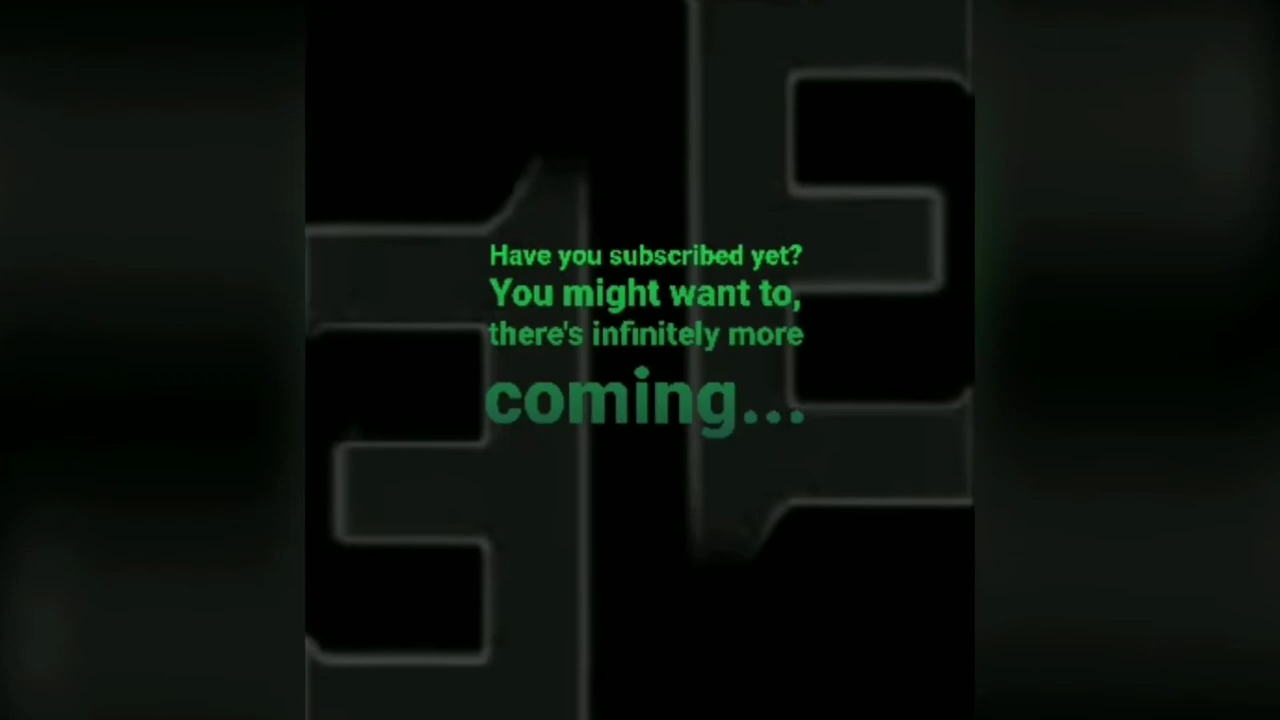 Have you subscribed yet?
You might want to,
there's infinitely more
coming...